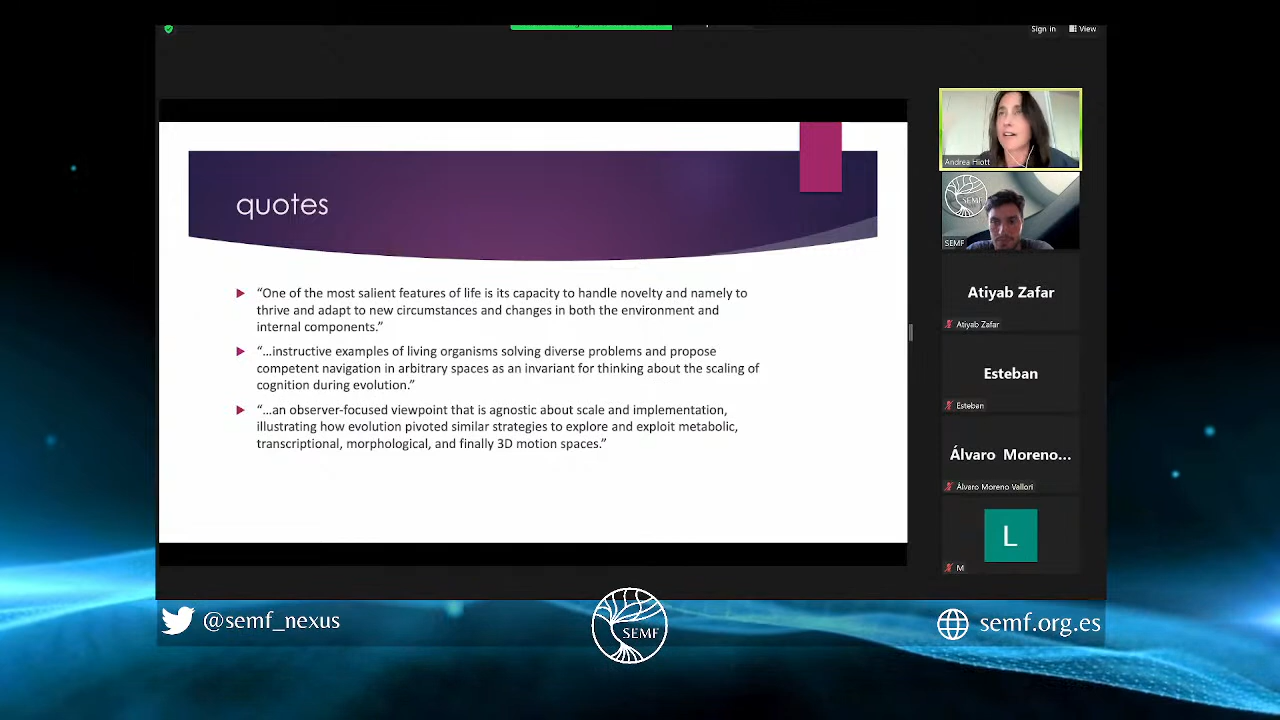 Sign in
View
quotes
“One of the most salient features of life is its capacity to handle novelty and namely to
thrive and adapt to new circumstances and changes in both the environment and
internal components.”
“…instructive examples of living organisms solving diverse problems and propose
competent navigation in arbitrary spaces as an invariant for thinking about the scaling of
cognition during evolution.”
“…an observer-focused viewpoint that is agnostic about scale and implementation,
illustrating how evolution pivoted similar strategies to explore and exploit metabolic,
transcriptional, morphological, and finally 3D motion spaces.”
Andrea Hiott
SEMF
SEMF
Atiyab Zafar
Atiyab Zafar
Esteban
Esteban
Álvaro Moreno...
Álvaro Moreno Vallori
L
M
@semf_nexus
SEMF
semf.org.es